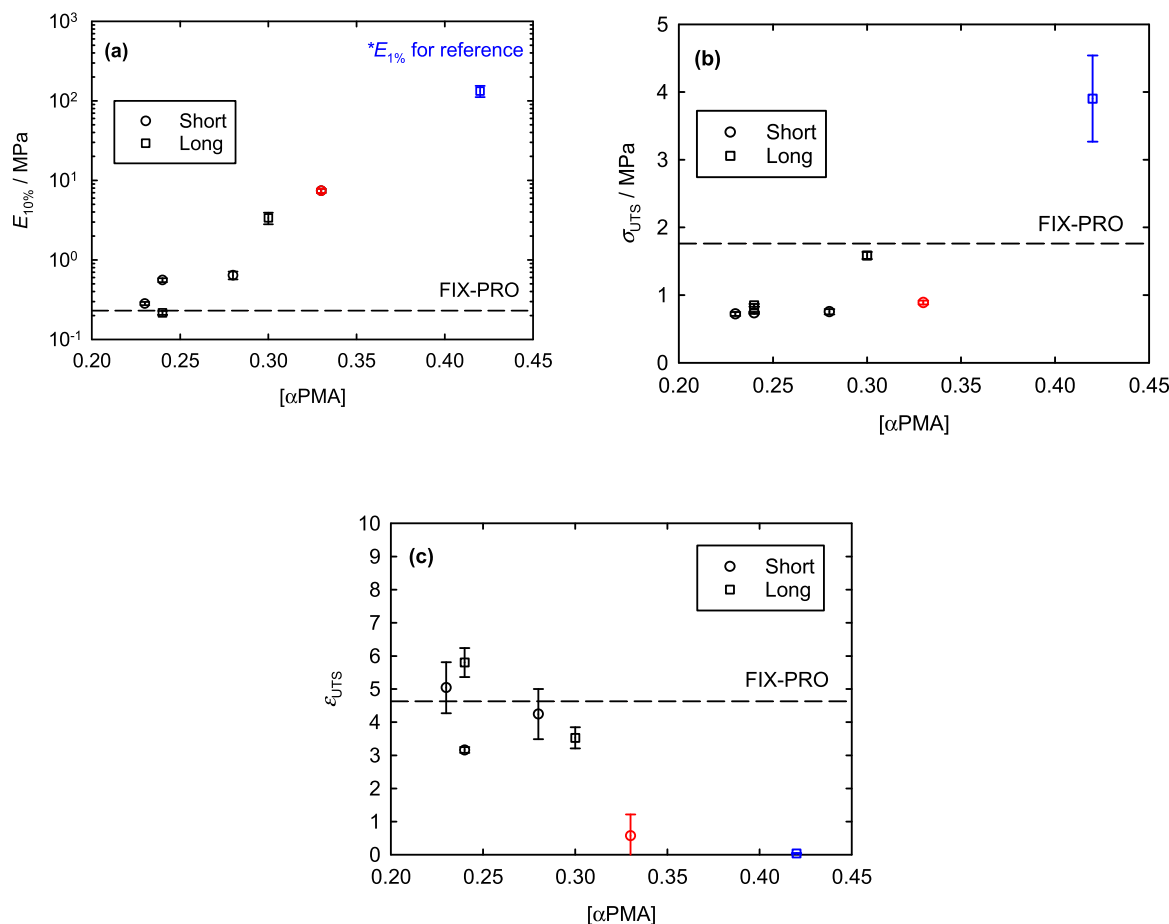 (a)
*E1% for reference
Short
Long
FIX-PRO
E10% / MPa
10³
10²
10¹
10⁰
10⁻¹
0.20 0.25 0.30 0.35 0.40 0.45
[αPMA]
(b)
Short
Long
FIX-PRO
σUTS / MPa
5
4
3
2
1
0
0.20 0.25 0.30 0.35 0.40 0.45
[αPMA]
(c)
Short
Long
FIX-PRO
εUTS
10
9
8
7
6
5
4
3
2
1
0
0.20 0.25 0.30 0.35 0.40 0.45
[αPMA]